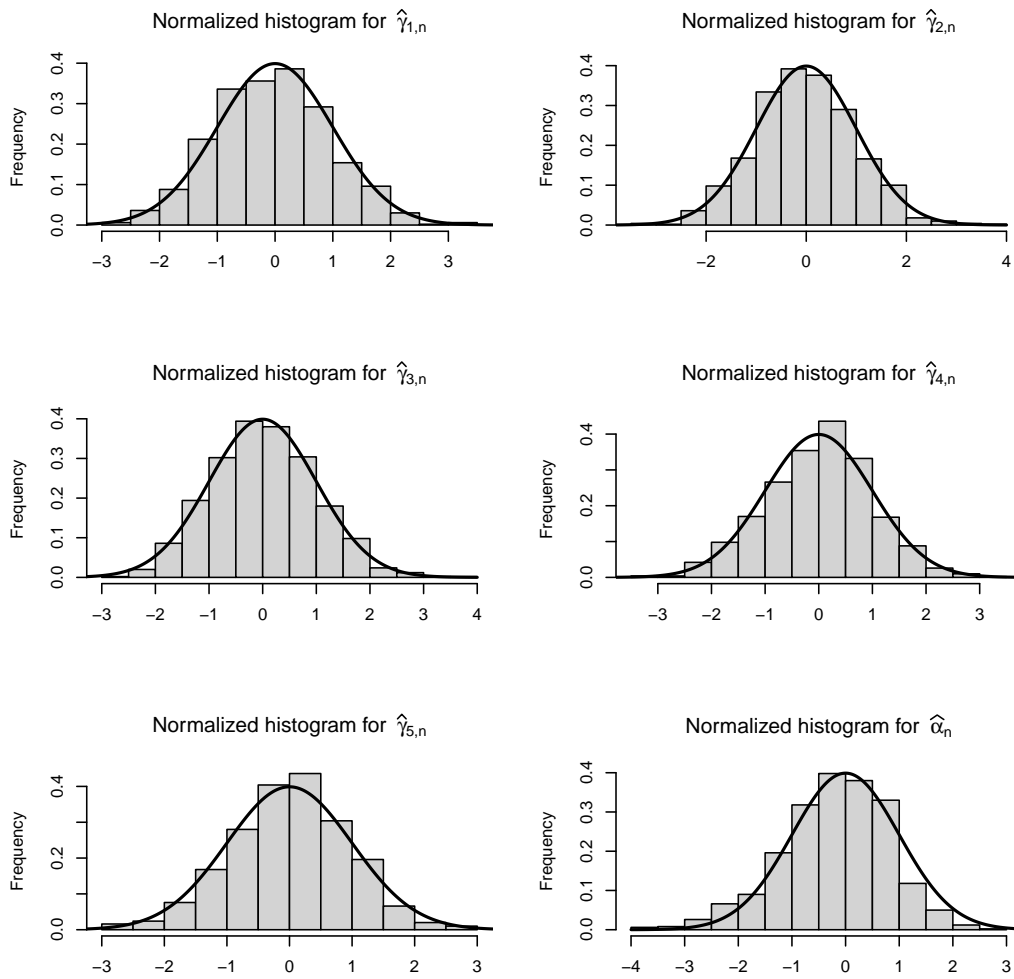 Normalized histogram for γ̂1,n
Frequency
0.0 0.1 0.2 0.3 0.4
−3 −2 −1 0 1 2 3
Normalized histogram for γ̂2,n
Frequency
0.0 0.1 0.2 0.3 0.4
−2 0 2 4
Normalized histogram for γ̂3,n
Frequency
0.0 0.1 0.2 0.3 0.4
−3 −2 −1 0 1 2 3 4
Normalized histogram for γ̂4,n
Frequency
0.0 0.2 0.4
−3 −2 −1 0 1 2 3
Normalized histogram for γ̂5,n
Frequency
0.0 0.2 0.4
−3 −2 −1 0 1 2 3
Normalized histogram for α̂n
Frequency
0.0 0.1 0.2 0.3 0.4
−4 −3 −2 −1 0 1 2 3